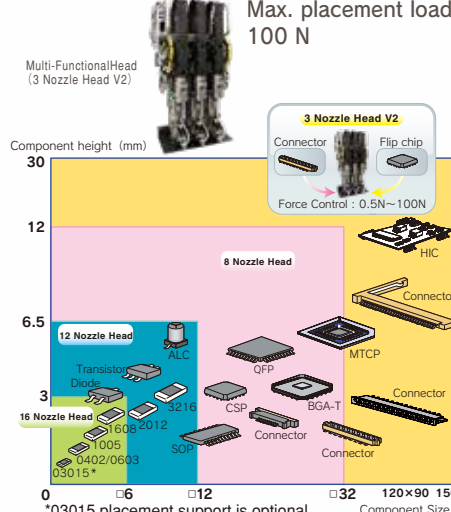 Max. placement load
100 N
Multi-FunctionalHead
(3 Nozzle Head V2)
3 Nozzle Head V2
Connector
Flip chip
Force Control : 0.5N~100N
Component height (mm)
30
12
8 Nozzle Head
HIC
Connecto
6.5
12 Nozzle Head
ALC
MTCP
QFP
Transistor
Diode
3
3216
CSP
BGA-T
Connector
16 Nozzle Head
1608
2012
1005
SOP
Connector
Connector
0402/0603
03015*
0
□6
□12
□32
120×90
15
*03015 placement support is optional
Component Size